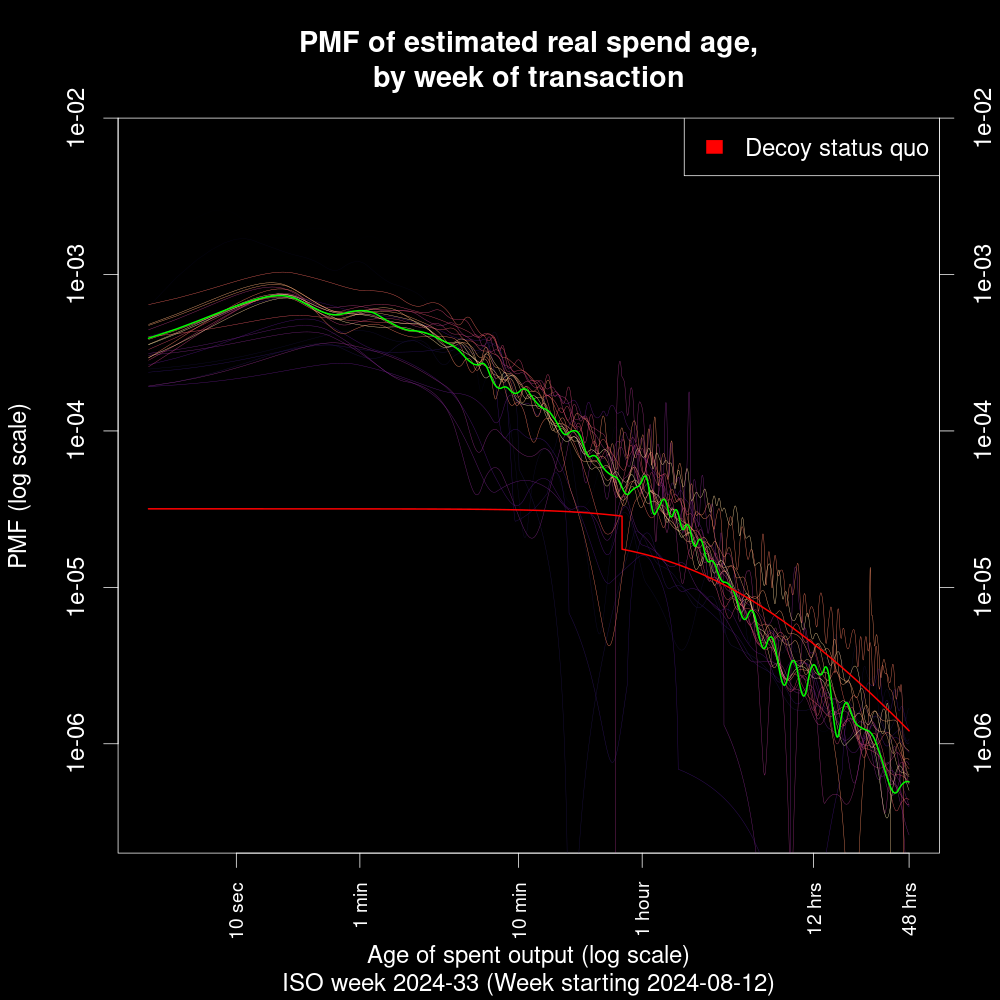 PMF of estimated real spend age,
by week of transaction
Decoy status quo
PMF (log scale)
1e-02
1e-03
1e-04
1e-05
1e-06
1e-02
1e-03
1e-04
1e-05
1e-06
10 sec
1 min
10 min
1 hour
12 hrs
48 hrs
Age of spent output (log scale)
ISO week 2024-33 (Week starting 2024-08-12)